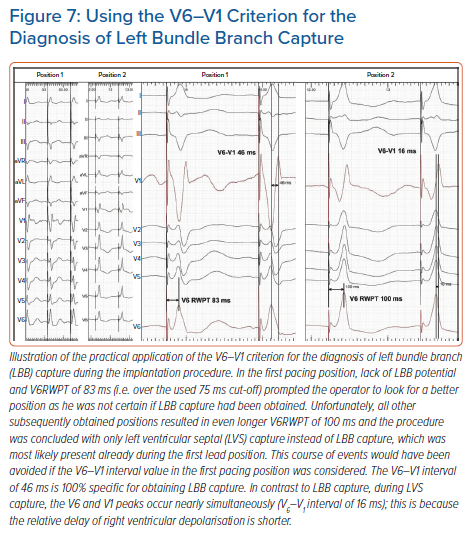 Figure 7: Using the V6–V1 Criterion for the
Diagnosis of Left Bundle Branch Capture
Position 1
Position 2
Position 1
Position 2
I
II
III
aVR
aVL
aVF
V1
V2
V3
V4
V5
V6
I
II
III
V6-V1 46 ms
V1
46ms
V2
V3
V4
V5
V6 RWPT 83 ms
V6
V6-V1 16 ms
100 ms
V6 RWPT 100 ms
Illustration of the practical application of the V6–V1 criterion for the diagnosis of left bundle branch
(LBB) capture during the implantation procedure. In the first pacing position, lack of LBB potential
and V6RWPT of 83 ms (i.e. over the used 75 ms cut-off) prompted the operator to look for a better
position as he was not certain if LBB capture had been obtained. Unfortunately, all other
subsequently obtained positions resulted in even longer V6RWPT of 100 ms and the procedure
was concluded with only left ventricular septal (LVS) capture instead of LBB capture, which was
most likely present already during the first lead position. This course of events would have been
avoided if the V6–V1 interval value in the first pacing position was considered. The V6–V1 interval
of 46 ms is 100% specific for obtaining LBB capture. In contrast to LBB capture, during LVS
capture, the V6 and V1 peaks occur nearly simultaneously (V6–V1 interval of 16 ms); this is because
the relative delay of right ventricular depolarisation is shorter.